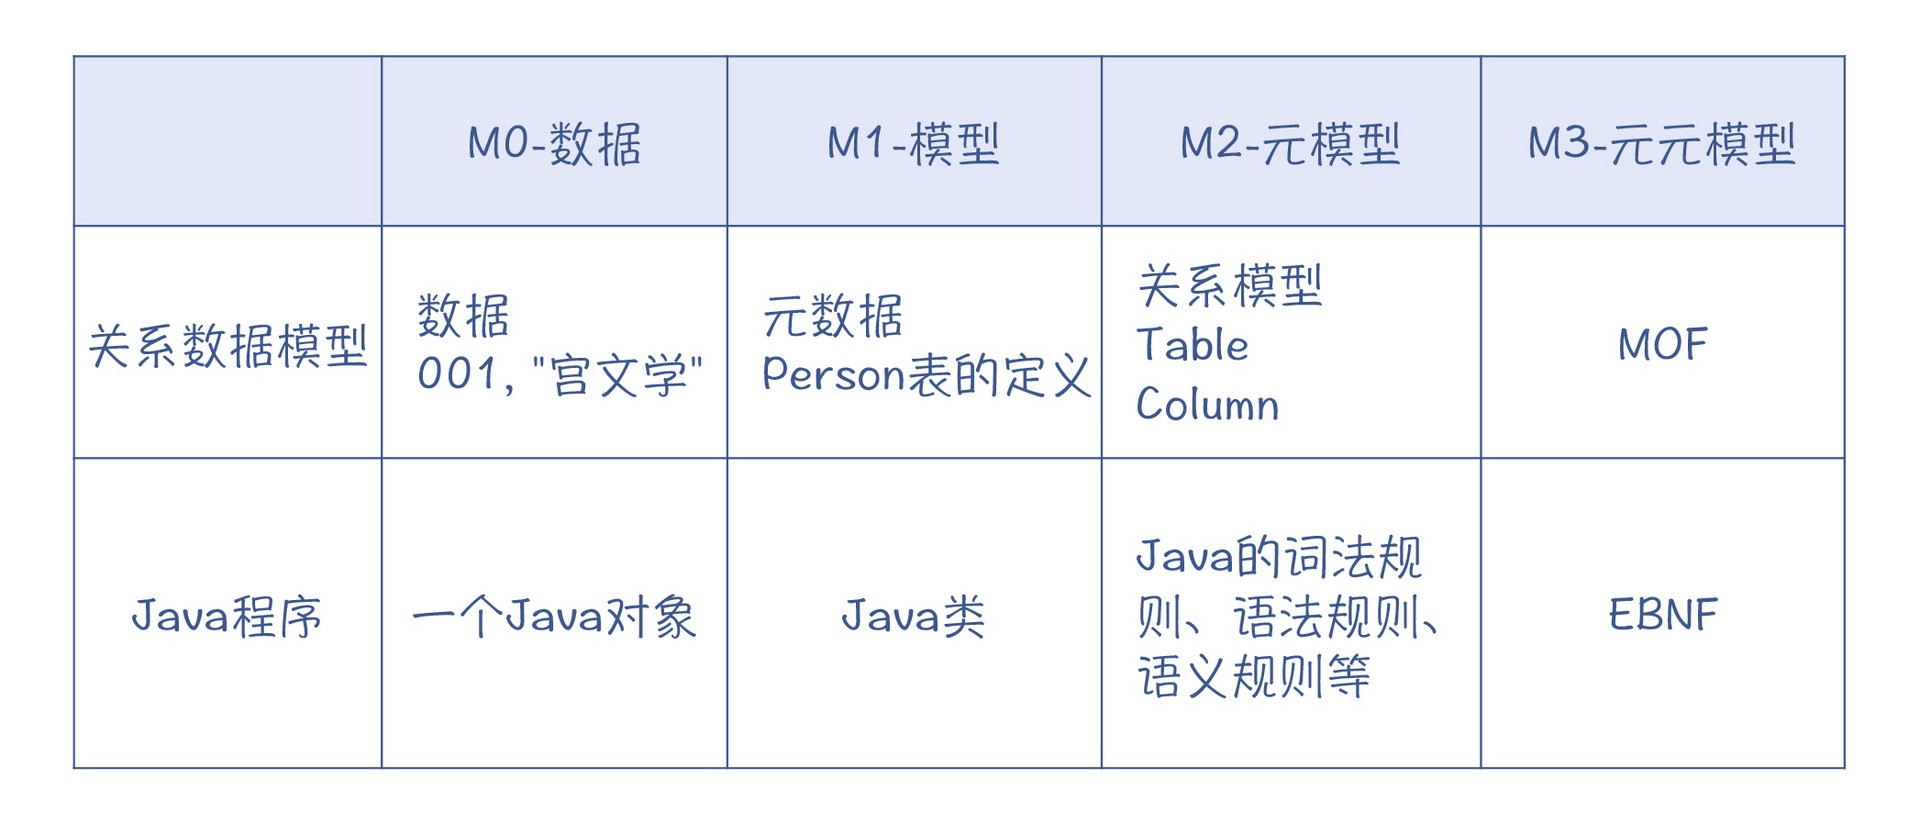 M0-数据
M1-模型
M2-元模型
M3-元元模型
关系数据模型
数据
001, "宫文学"
元数据
Person表的定义
关系模型
Table
Column
MOF
Java程序
一个Java对象
Java类
Java的词法规
则、语法规则、
语义规则等
EBNF